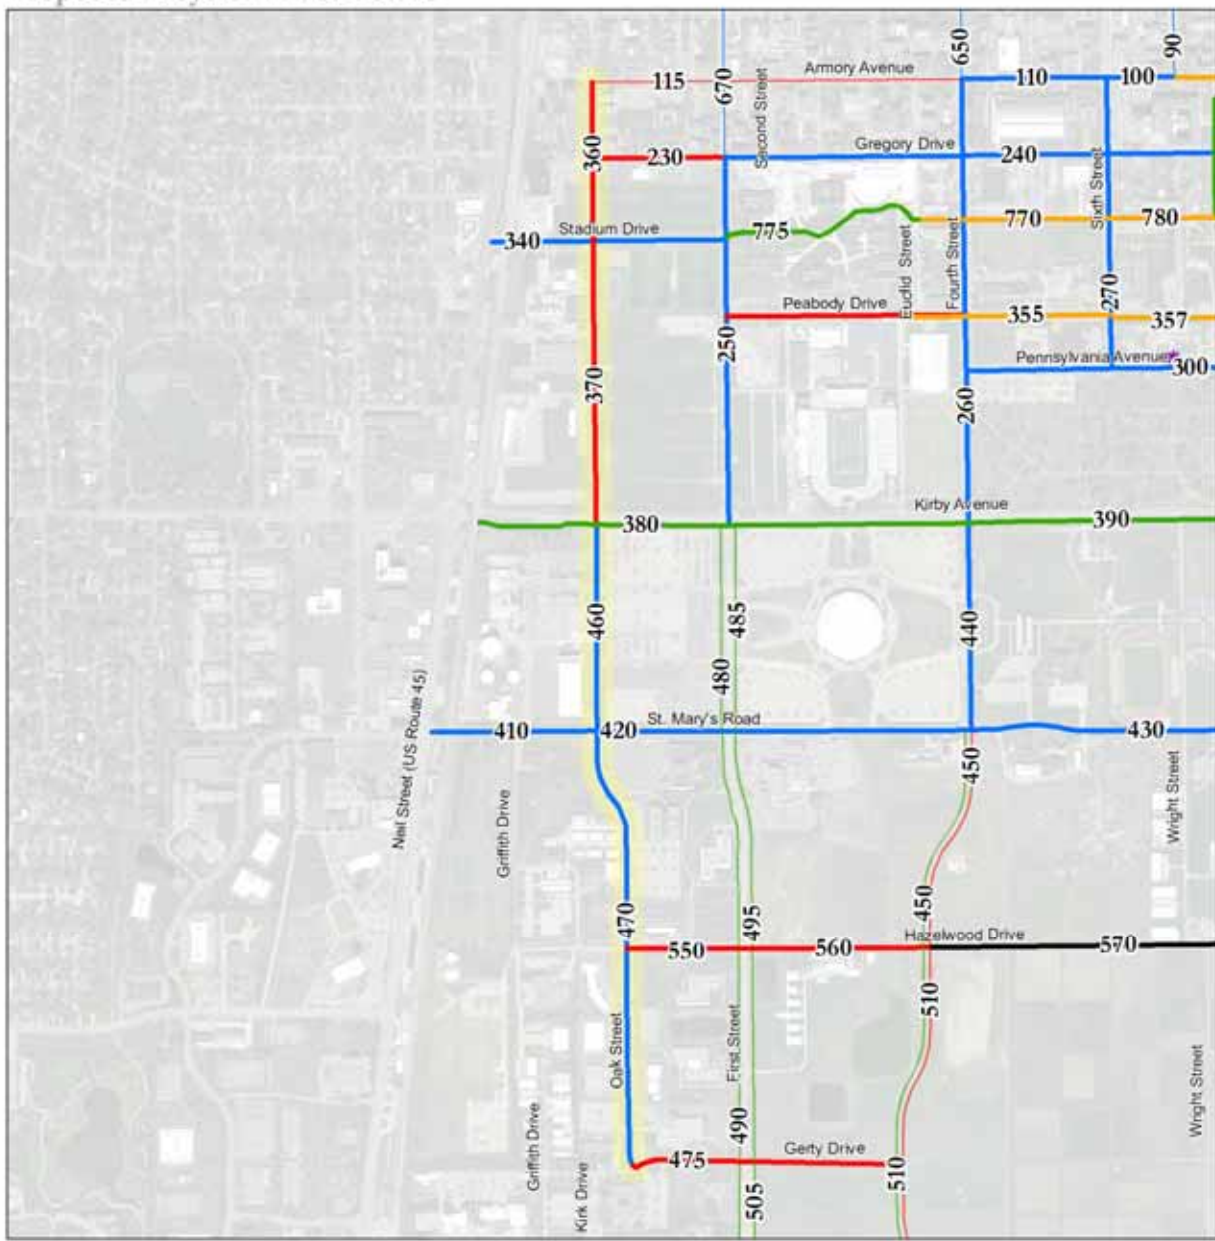 650
90
Armory Avenue
115
670
Second Street
110
100
360
230
Gregory Drive
240
Sixth Street
340
Stadium Drive
775
Euclid Street
Fourth Street
770
780
Peabody Drive
355
270
357
250
Pennsylvania Avenue*
300
370
260
380
Kirby Avenue
390
460
485
440
480
Neil Street (US Route 45)
410
420
St. Mary's Road
430
450
Griffith Drive
Wright Street
470
495
450
Hazelwood Drive
550
560
570
510
Oak Street
First Street
Wright Street
Griffith Drive
Kirk Drive
490
Gerty Drive
475
510
505